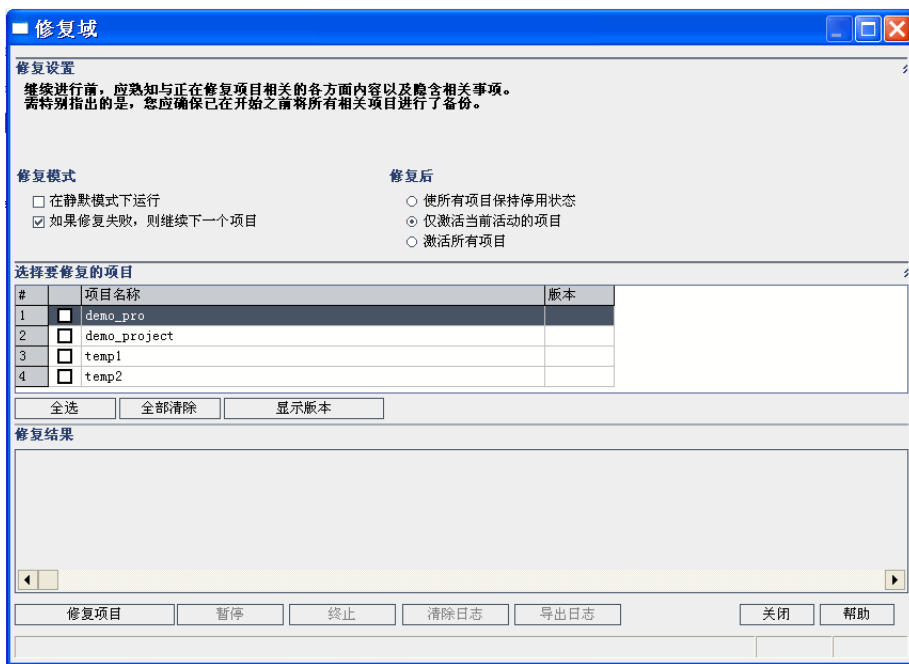 修复域
修复设置
继续进行前，应熟知与正在修复项目相关的各方面内容以及隐含相关事项。
需特别指出的是，您应确保已在开始之前将所有相关项目进行了备份。
修复模式
修复后
在静默模式下运行
使所有项目保持停用状态
如果修复失败，则继续下一个项目
仅激活当前活动的项目
激活所有项目
选择要修复的项目
# 项目名称 版本
1 demo_pro
2 demo_project
3 temp1
4 temp2
全选 全部清除 显示版本
修复结果
修复项目 暂停 终止 清除日志 导出日志 关闭 帮助